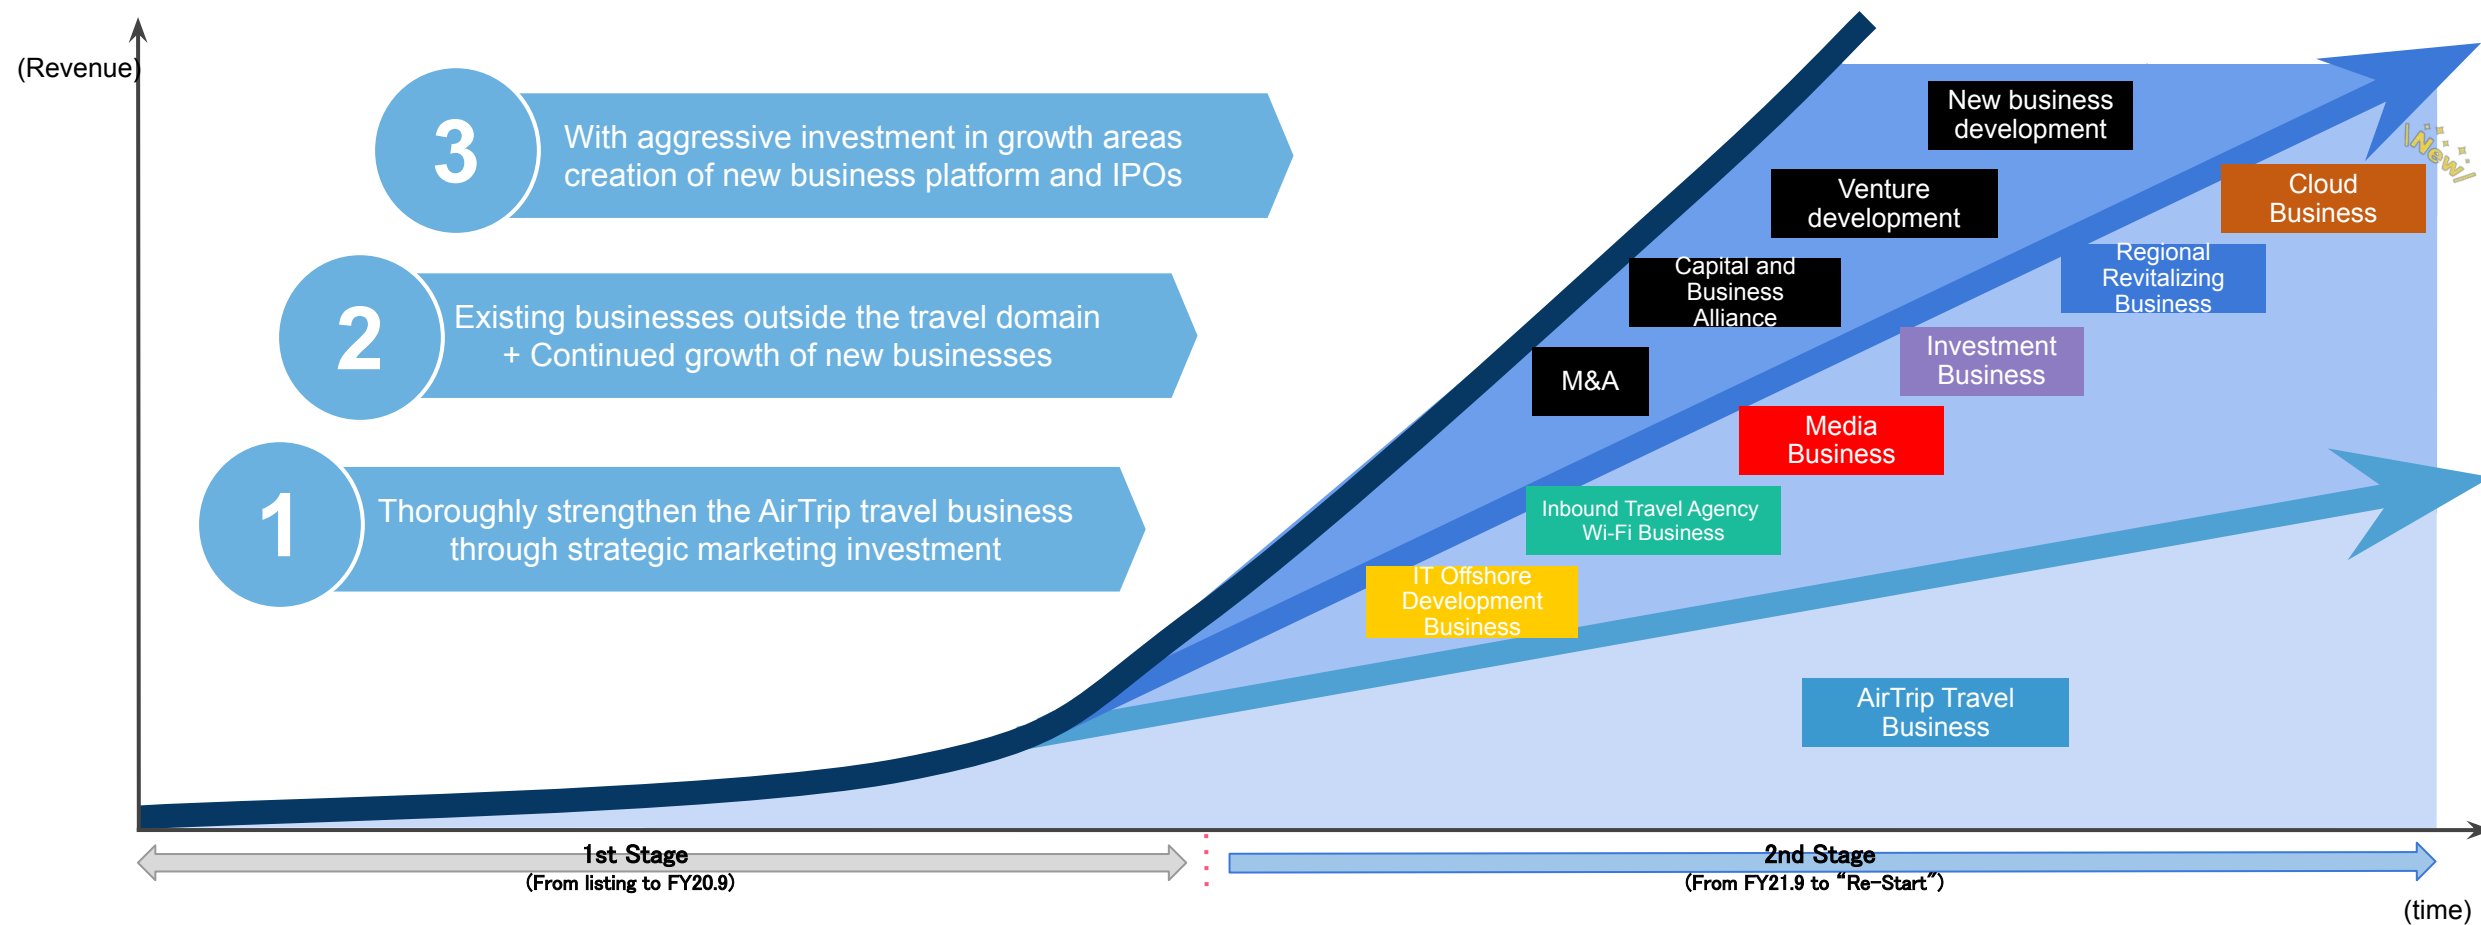 (Revenue)
3
With aggressive investment in growth areas
creation of new business platform and IPOs
2
Existing businesses outside the travel domain
+ Continued growth of new businesses
1
Thoroughly strengthen the AirTrip travel business
through strategic marketing investment
New business
development
Venture
development
Capital and
Business
Alliance
M&A
\New/
Cloud
Business
Regional
Revitalizing
Business
Investment
Business
Media
Business
Inbound Travel Agency
Wi-Fi Business
IT Offshore
Development
Business
AirTrip Travel
Business
1st Stage
(From listing to FY20.9)
2nd Stage
(From FY21.9 to “Re-Start”)
(time)